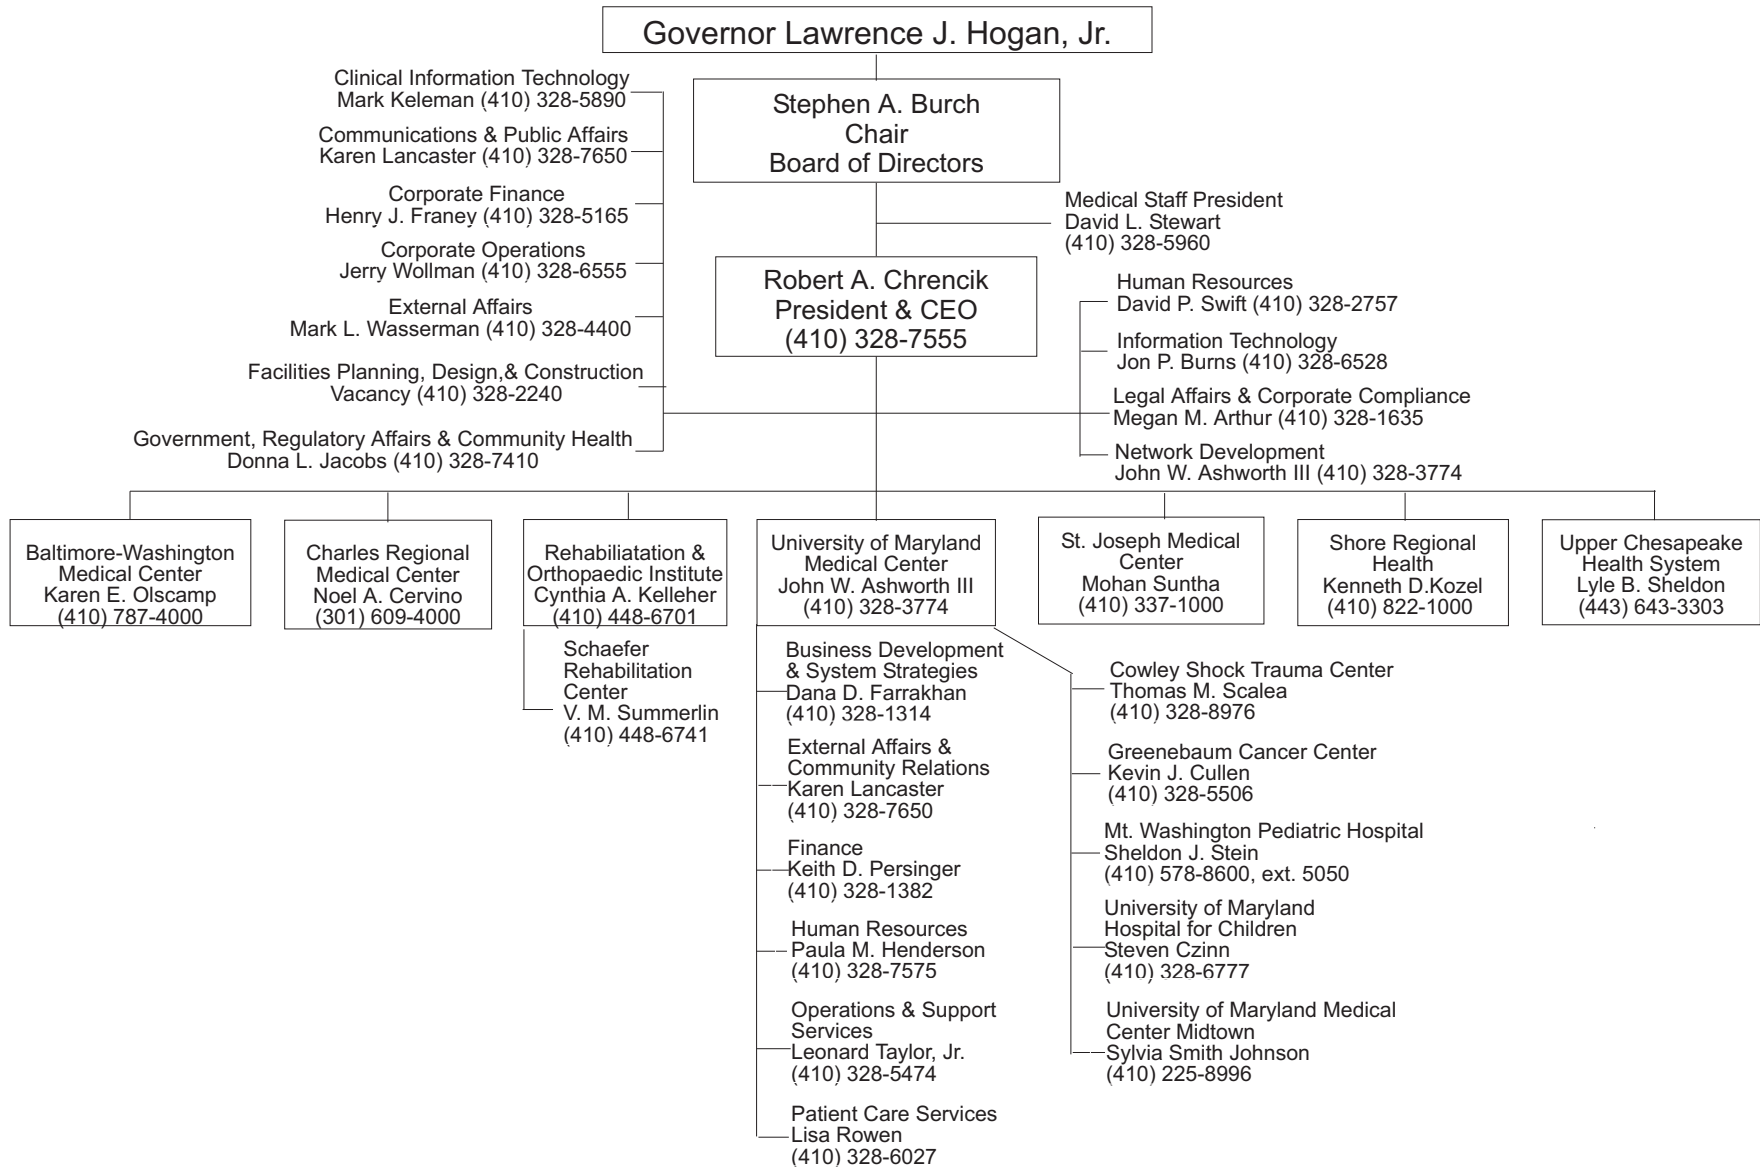 Governor Lawrence J. Hogan, Jr.
Stephen A. Burch
Chair
Board of Directors
Clinical Information Technology
Mark Keleman (410) 328-5890
Communications & Public Affairs
Karen Lancaster (410) 328-7650
Corporate Finance
Henry J. Franey (410) 328-5165
Corporate Operations
Jerry Wollman (410) 328-6555
External Affairs
Mark L. Wasserman (410) 328-4400
Facilities Planning, Design,& Construction
Vacancy (410) 328-2240
Government, Regulatory Affairs & Community Health
Donna L. Jacobs (410) 328-7410
Medical Staff President
David L. Stewart
(410) 328-5960
Robert A. Chrencik
President & CEO
(410) 328-7555
Human Resources
David P. Swift (410) 328-2757
Information Technology
Jon P. Burns (410) 328-6528
Legal Affairs & Corporate Compliance
Megan M. Arthur (410) 328-1635
Network Development
John W. Ashworth III (410) 328-3774
Baltimore-Washington
Medical Center
Karen E. Olscamp
(410) 787-4000
Charles Regional
Medical Center
Noel A. Cervino
(301) 609-4000
Rehabiliatation &
Orthopaedic Institute
Cynthia A. Kelleher
(410) 448-6701
Schaefer
Rehabilitation
Center
V. M. Summerlin
(410) 448-6741
University of Maryland
Medical Center
John W. Ashworth III
(410) 328-3774
Business Development
& System Strategies
Dana D. Farrakhan
(410) 328-1314
External Affairs &
Community Relations
Karen Lancaster
(410) 328-7650
Finance
Keith D. Persinger
(410) 328-1382
Human Resources
Paula M. Henderson
(410) 328-7575
Operations & Support
Services
Leonard Taylor, Jr.
(410) 328-5474
Patient Care Services
Lisa Rowen
(410) 328-6027
Cowley Shock Trauma Center
Thomas M. Scalea
(410) 328-8976
Greenebaum Cancer Center
Kevin J. Cullen
(410) 328-5506
Mt. Washington Pediatric Hospital
Sheldon J. Stein
(410) 578-8600, ext. 5050
University of Maryland
Hospital for Children
Steven Czinn
(410) 328-6777
University of Maryland Medical
Center Midtown
Sylvia Smith Johnson
(410) 225-8996
St. Joseph Medical
Center
Mohan Suntha
(410) 337-1000
Shore Regional
Health
Kenneth D.Kozel
(410) 822-1000
Upper Chesapeake
Health System
Lyle B. Sheldon
(443) 643-3303